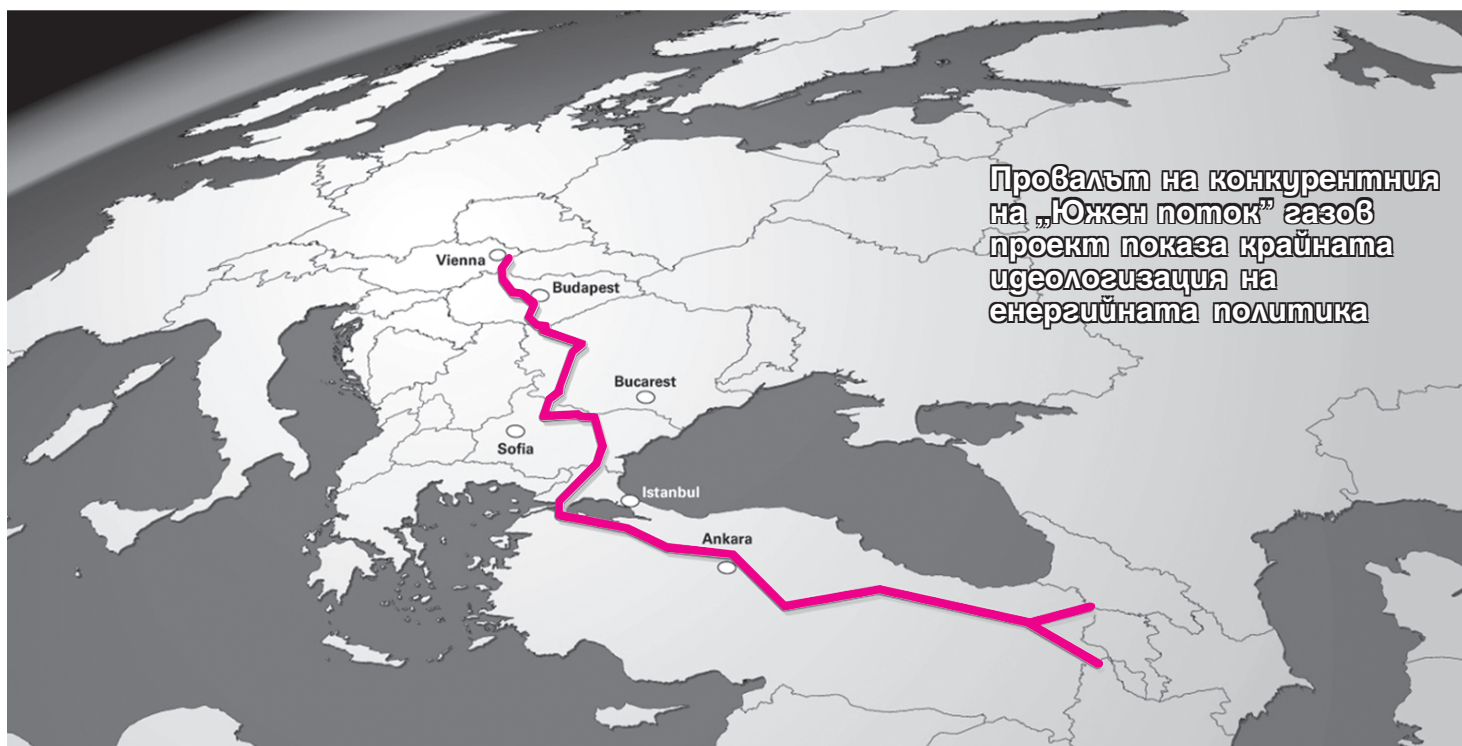 Провалът на конкурентния
на „Южен поток” газов
проект показа крайната
идеологизация на
енергийната политика
Vienna
Budapest
Bucarest
Sofia
Istanbul
Ankara